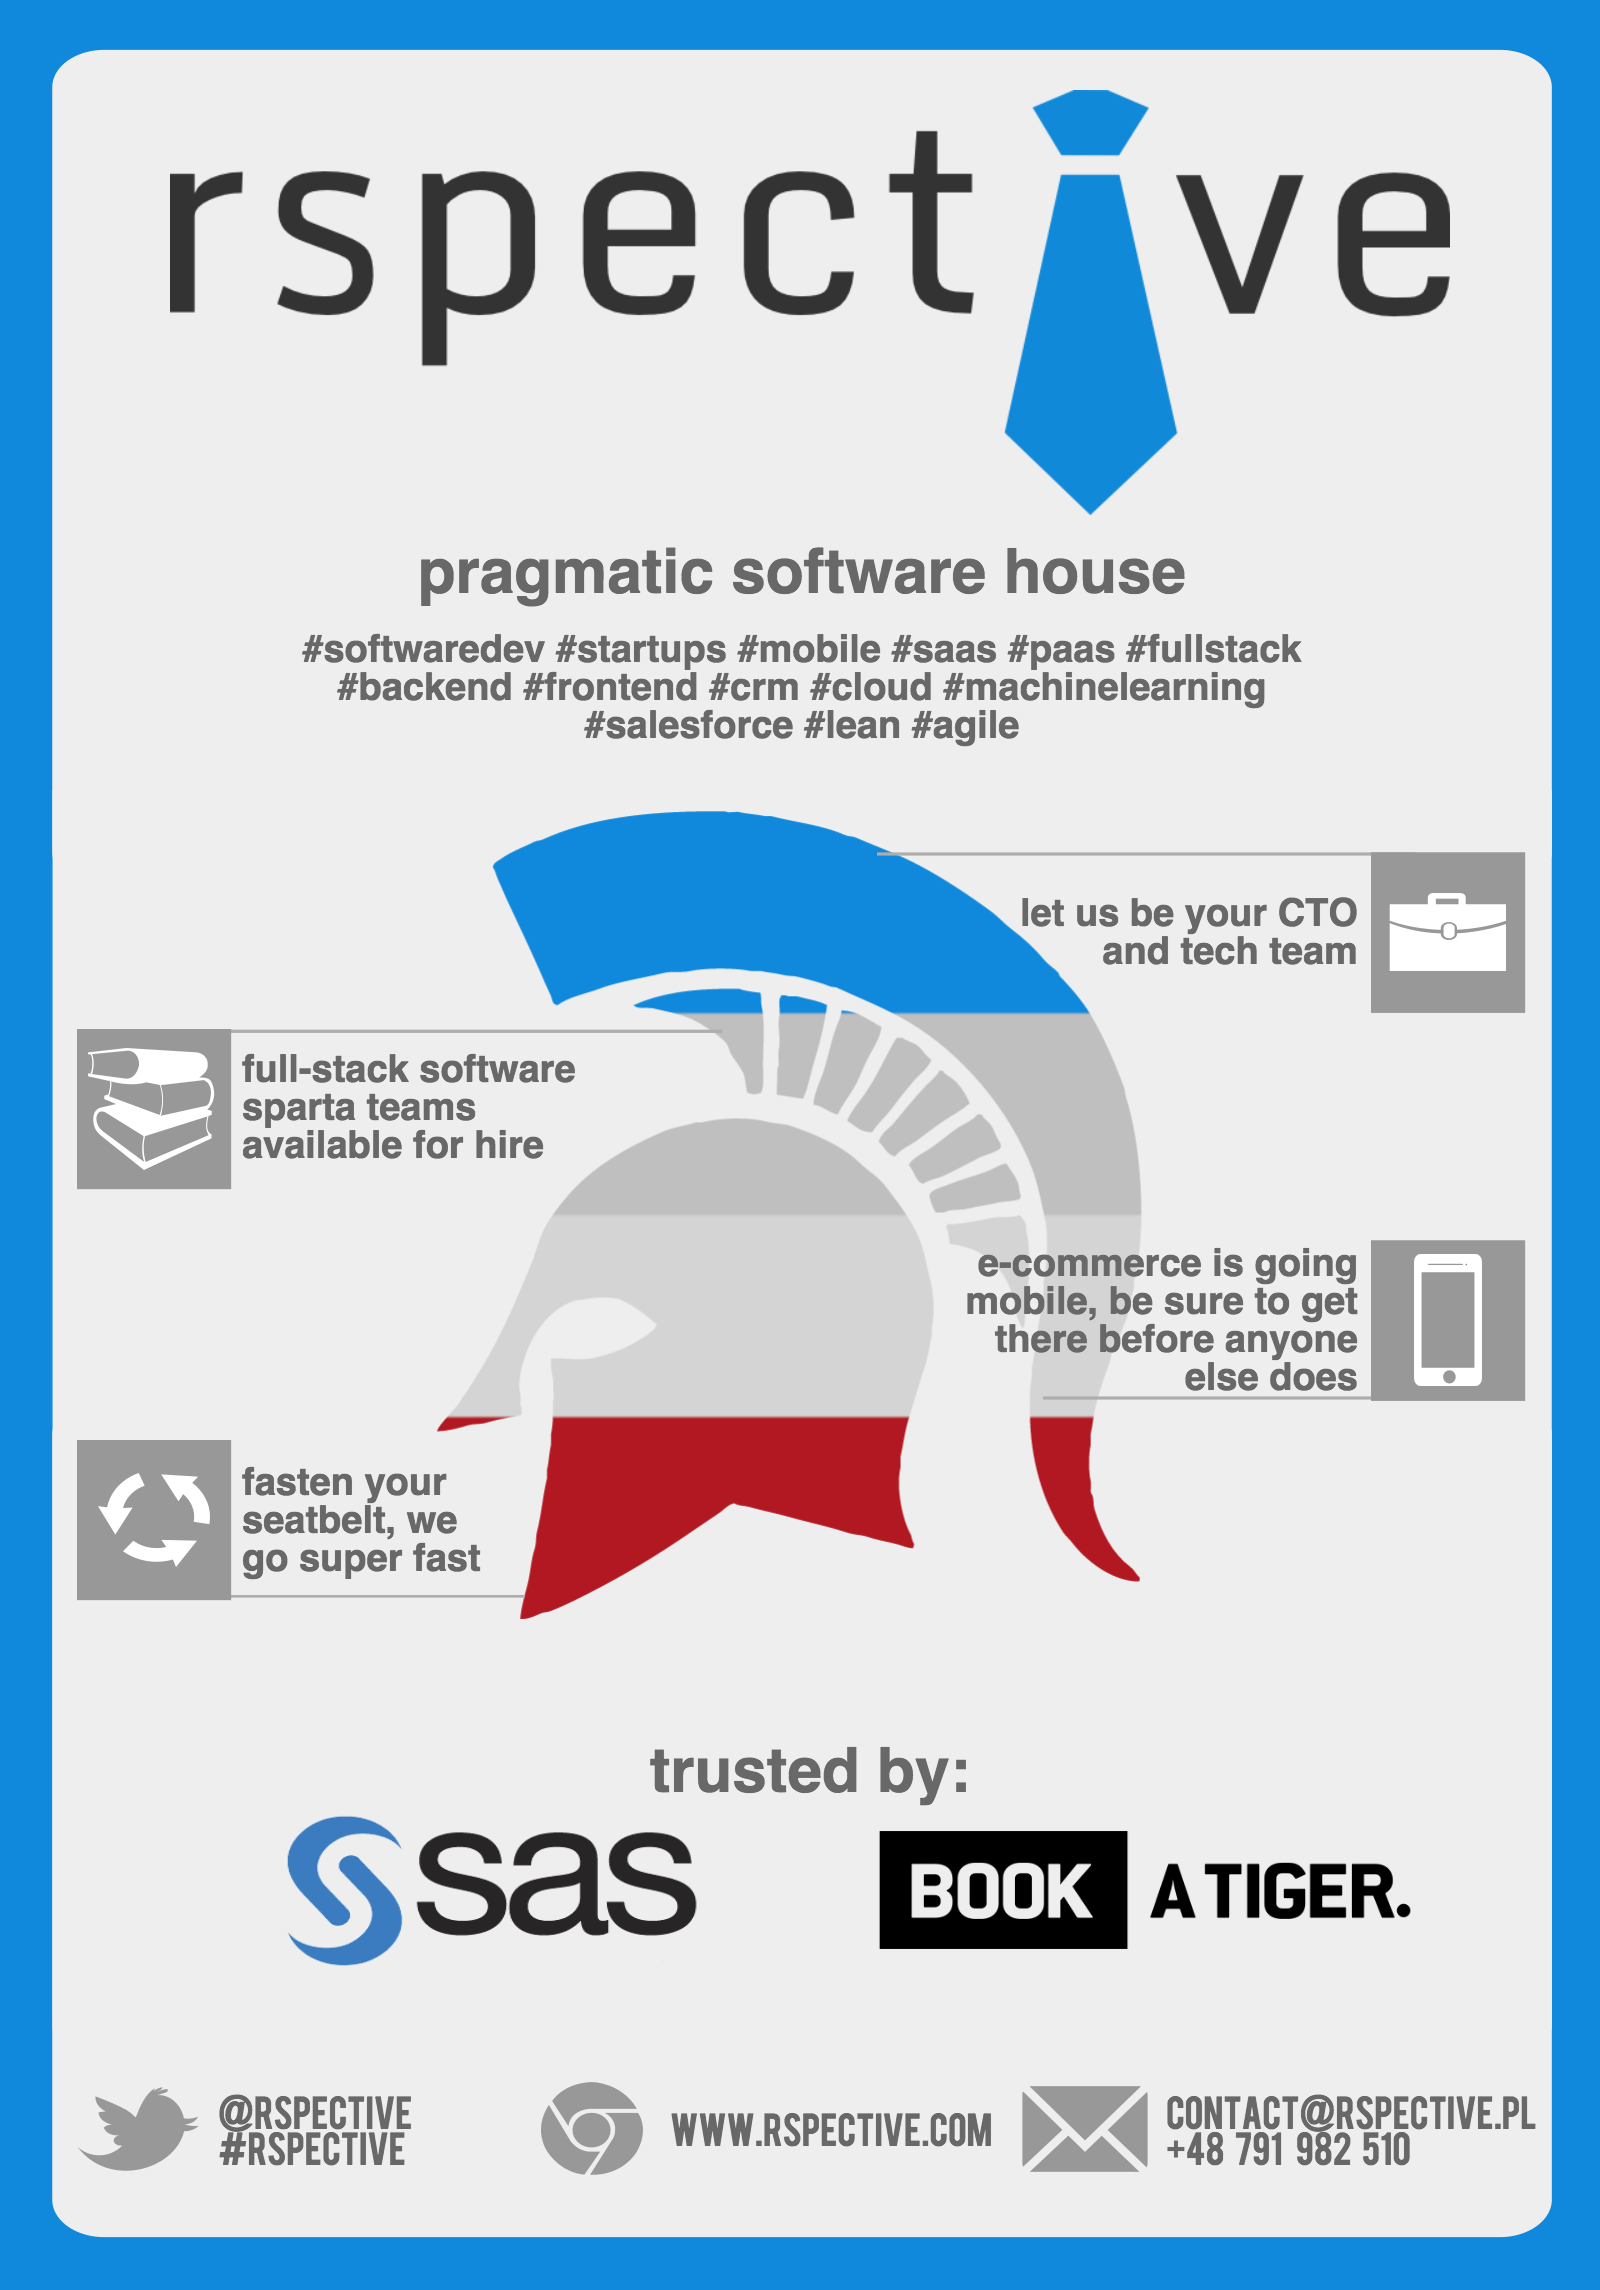 rspective
pragmatic software house
#softwaredev #startups #mobile #saas #paas #fullstack
#backend #frontend #crm #cloud #machinelearning
#salesforce #lean #agile
let us be your CTO
and tech team
full-stack software
sparta teams
available for hire
e-commerce is going
mobile, be sure to get
there before anyone
else does
fasten your
seatbelt, we
go super fast
trusted by:
sas
BOOK A TIGER.
@RSPECTIVE
#RSPECTIVE
WWW.RSPECTIVE.COM
CONTACT@RSPECTIVE.PL
+48 791 982 510